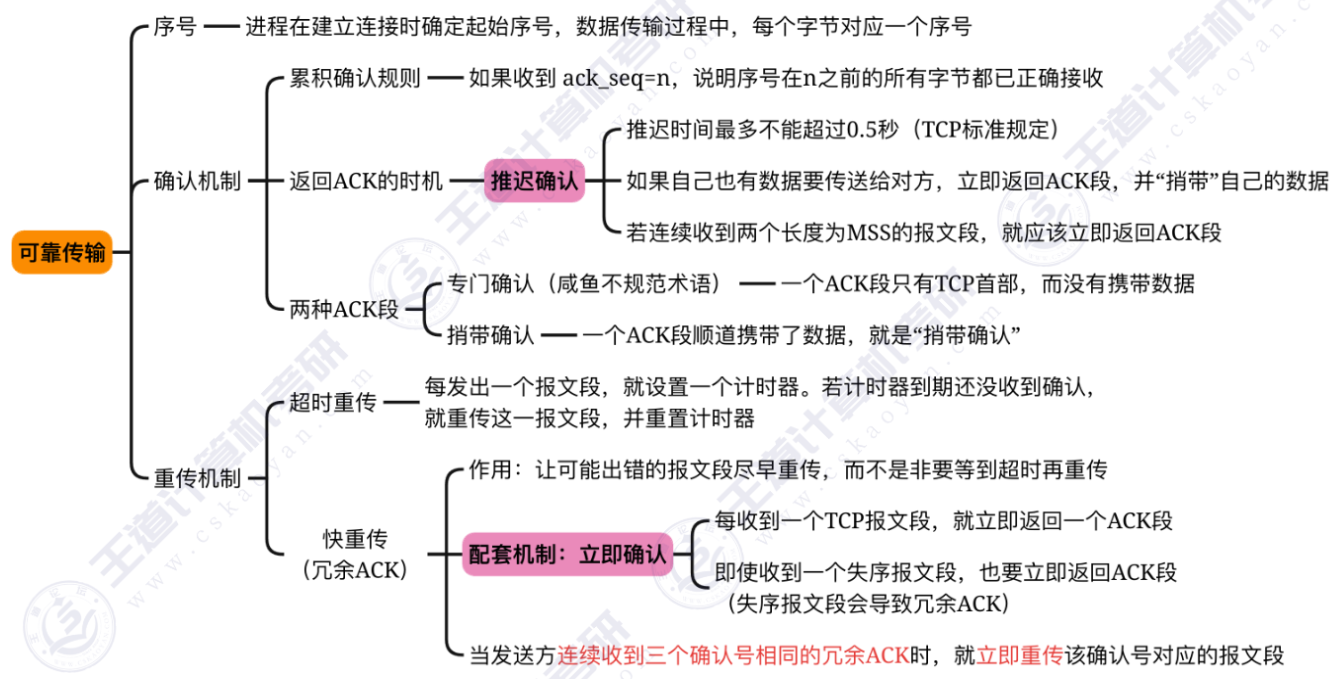 序号
进程在建立连接时确定起始序号，数据传输过程中，每个字节对应一个序号
累积确认规则
如果收到 ack_seq=n，说明序号在n之前的所有字节都已正确接收
推迟时间最多不能超过0.5秒（TCP标准规定）
确认机制
返回ACK的时机
推迟确认
如果自己也有数据要传送给对方，立即返回ACK段，并“捎带”自己的数据
若连续收到两个长度为MSS的报文段，就应该立即返回ACK段
可靠传输
专门确认（咸鱼不规范术语）
一个ACK段只有TCP首部，而没有携带数据
两种ACK段
捎带确认
一个ACK段顺道携带了数据，就是“捎带确认”
超时重传
每发出一个报文段，就设置一个计时器。若计时器到期还没收到确认，
就重传这一报文段，并重置计时器
重传机制
作用：让可能出错的报文段尽早重传，而不是非要等到超时再重传
快重传
（冗余ACK）
配套机制：立即确认
每收到一个TCP报文段，就立即返回一个ACK段
即使收到一个失序报文段，也要立即返回ACK段
（失序报文段会导致冗余ACK）
当发送方连续收到三个确认号相同的冗余ACK时，就立即重传该确认号对应的报文段
王道计算机考研
www.cskaoyan.com